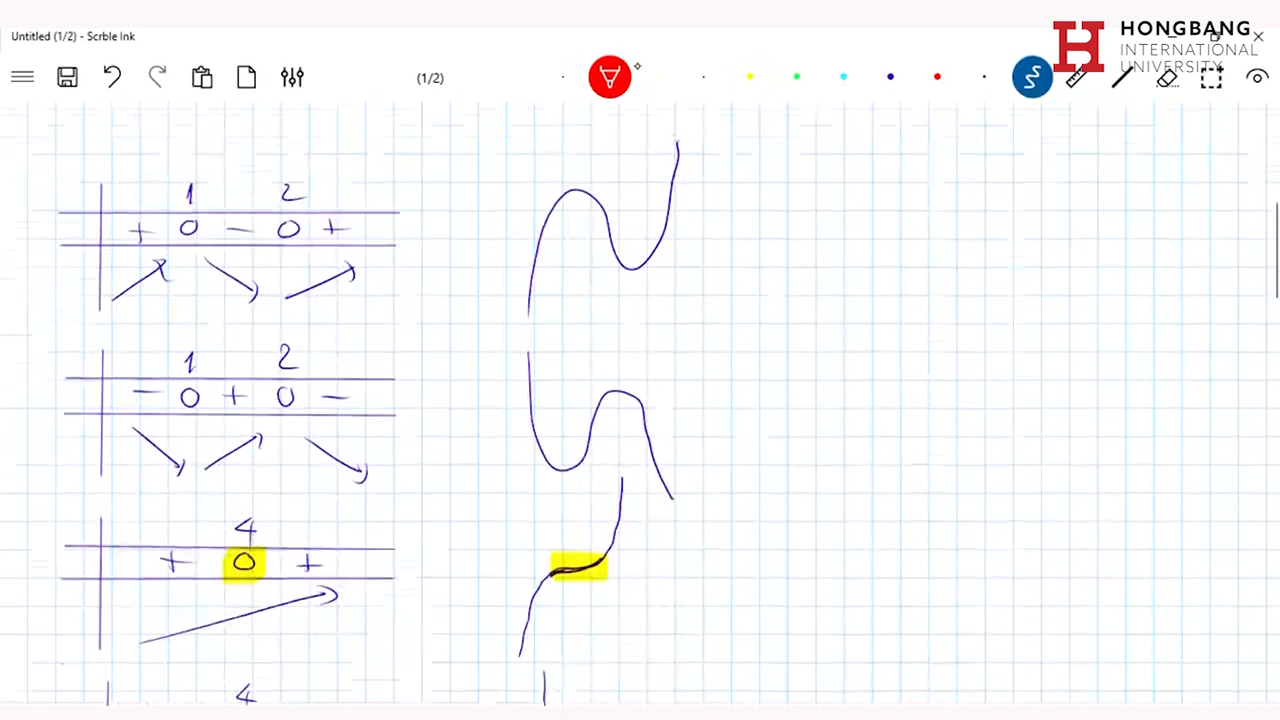 Untitled (1/2) - Scrble Ink
HONGBANG
INTERNATIONAL
UNIVERSITY
(1/2)
1 2
+ 0 - 0 +
1 2
- 0 + 0 -
4
+ 0 +
4